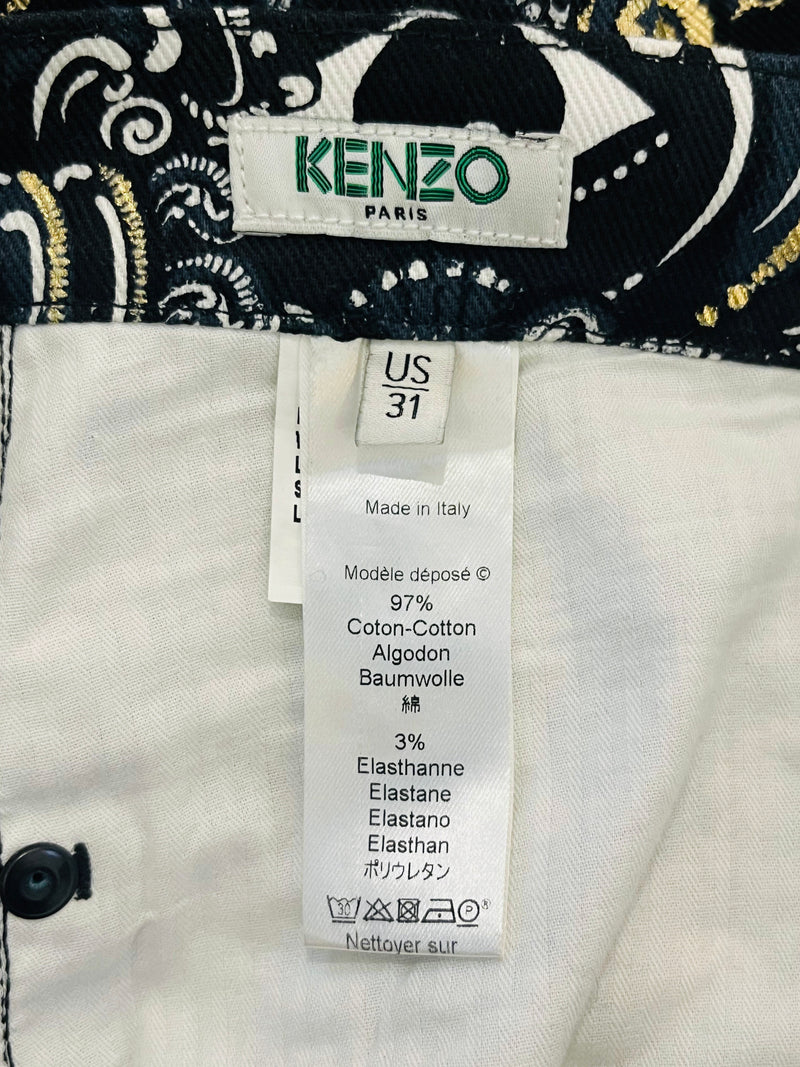 KENZO
PARIS
US
31
Made in Italy
Modèle déposé ©
97%
Coton-Cotton
Algodon
Baumwolle
綿
3%
Elasthanne
Elastane
Elastano
Elasthan
ポリウレタン
30 P ®
Nettoyer sur